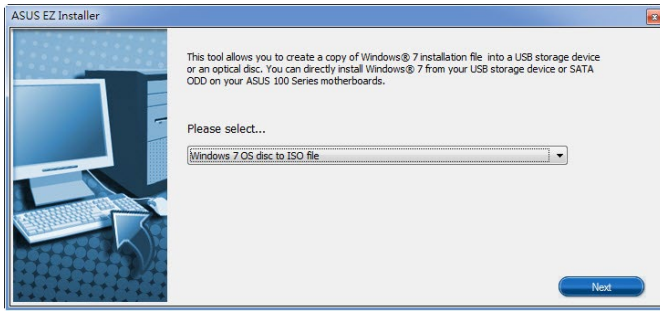 ASUS EZ Installer
This tool allows you to create a copy of Windows® 7 installation file into a USB storage device
or an optical disc. You can directly install Windows® 7 from your USB storage device or SATA
ODD on your ASUS 100 Series motherboards.
Please select...
Windows 7 OS disc to ISO file
Next